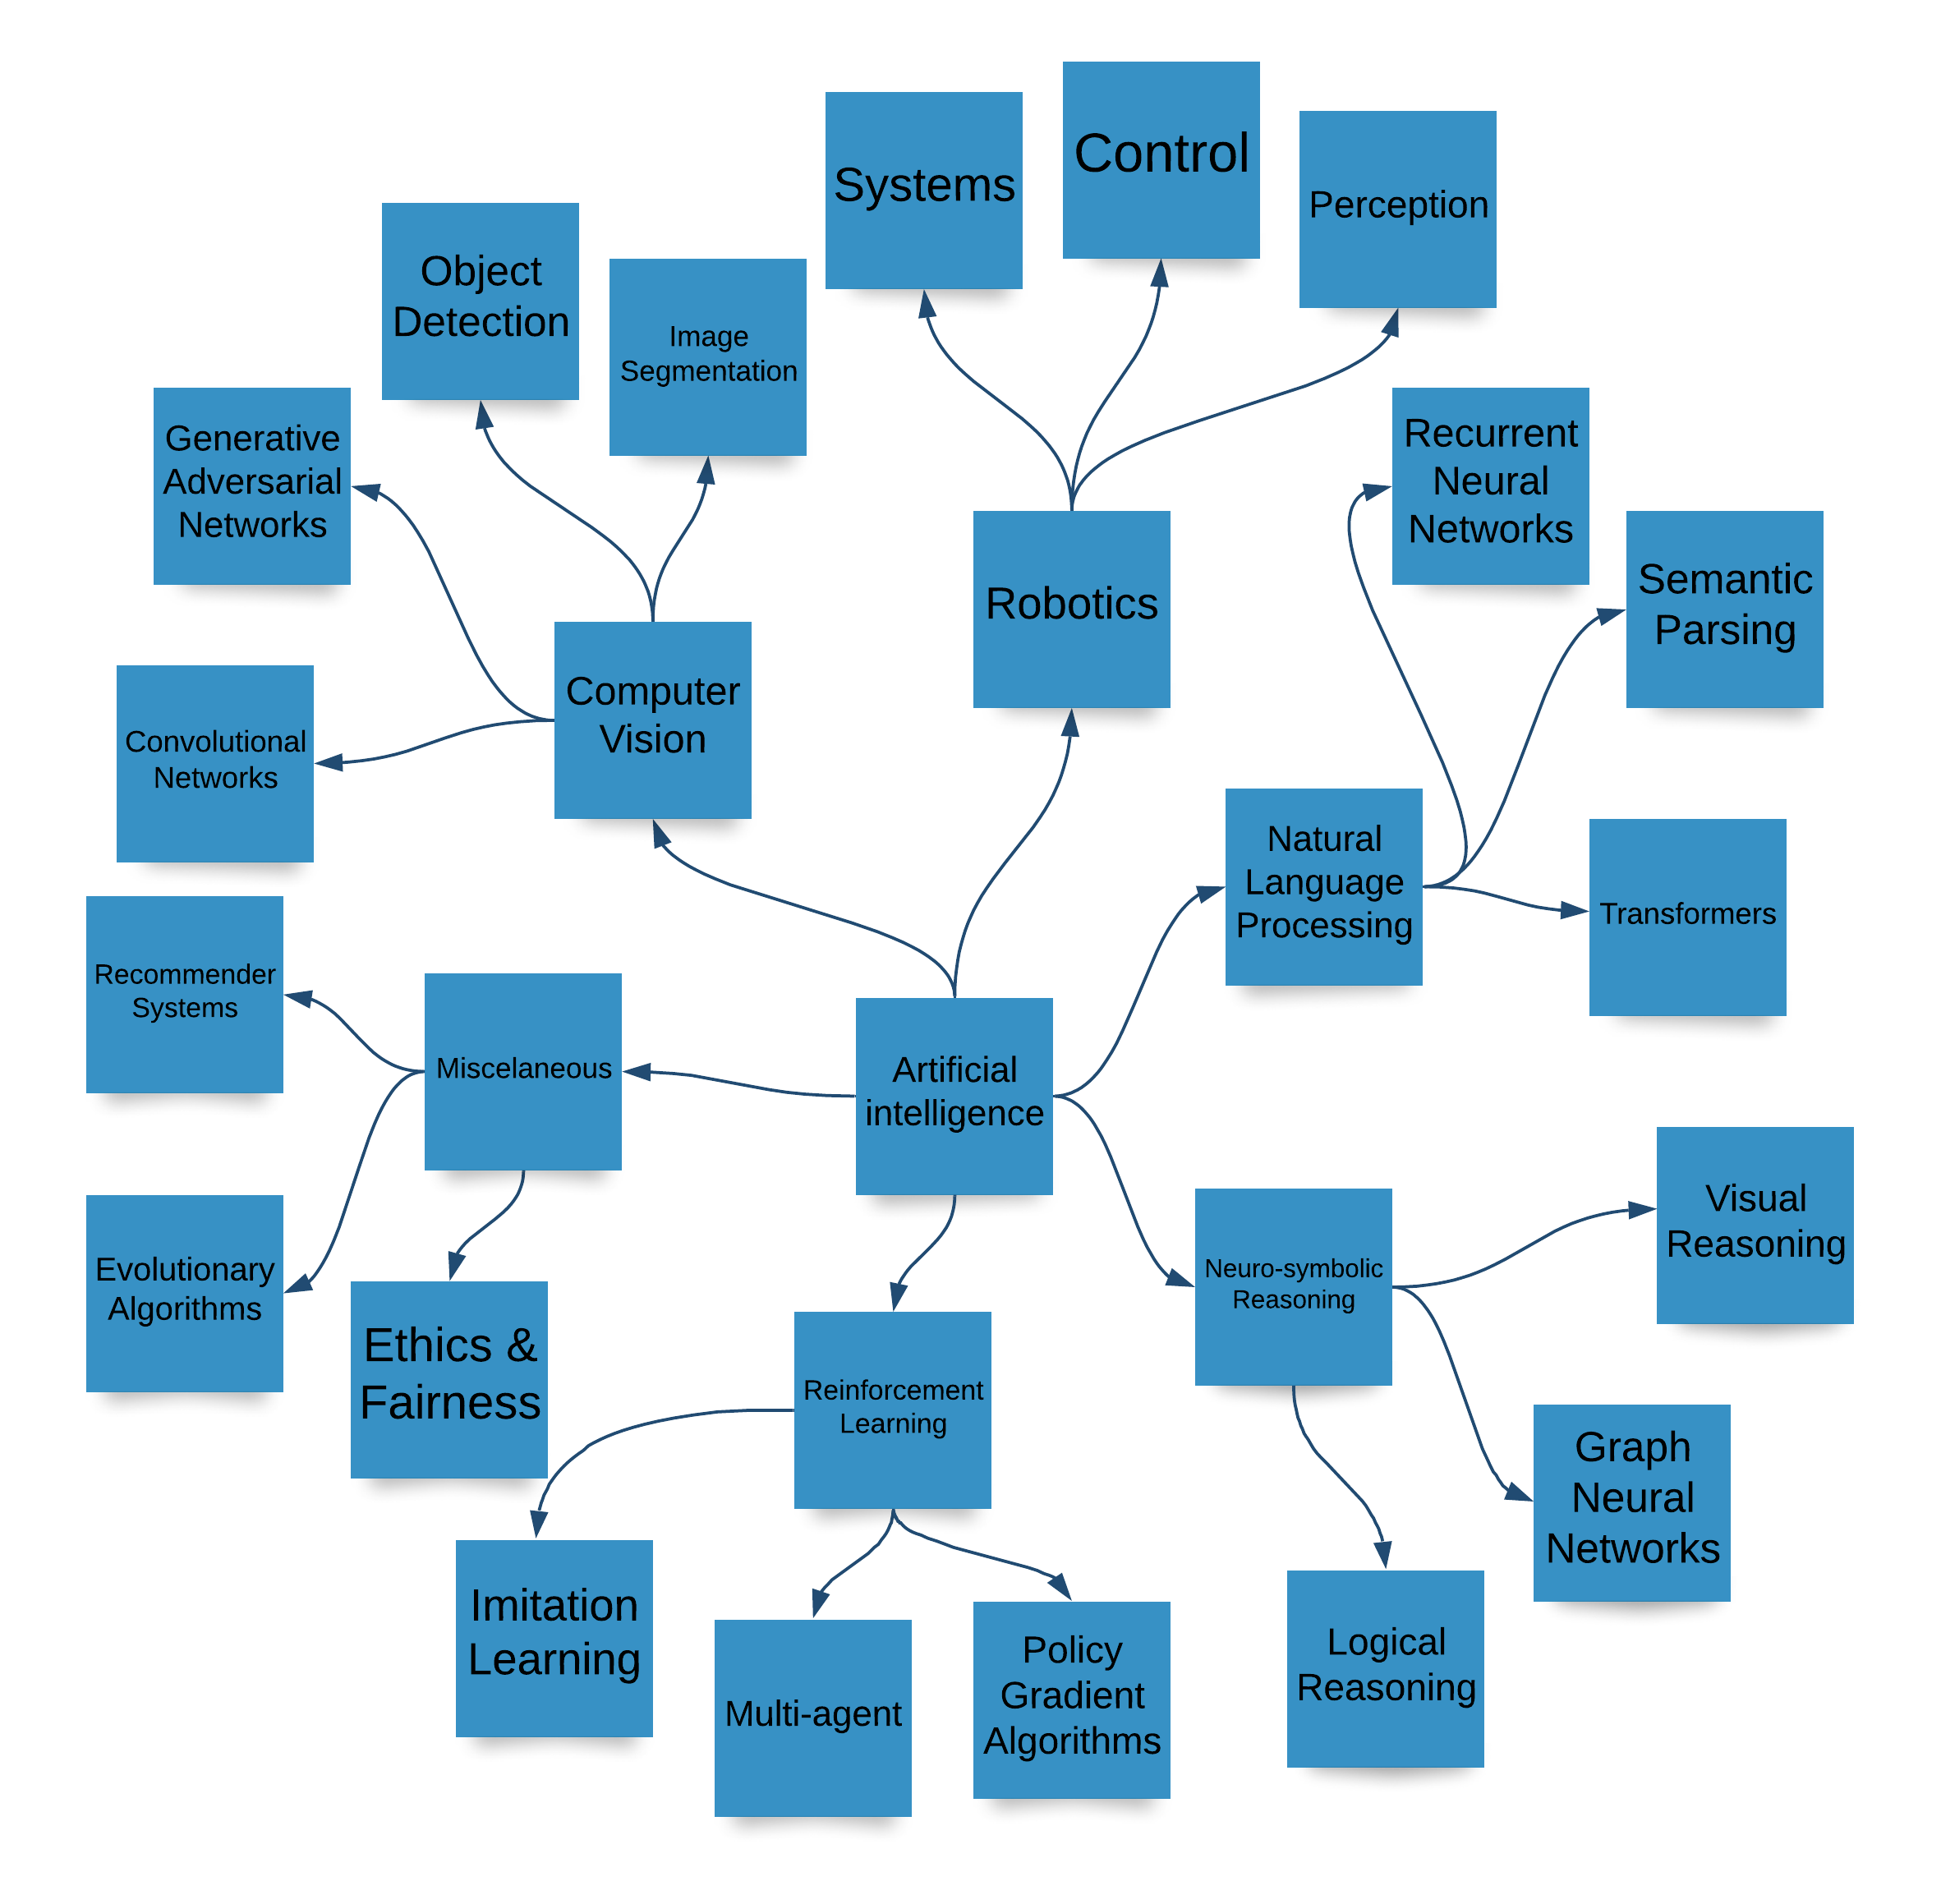 Systems
Control
Perception
Object
Detection
Image
Segmentation
Generative
Adversarial
Networks
Recurrent
Neural
Networks
Semantic
Parsing
Robotics
Computer
Vision
Convolutional
Networks
Natural
Language
Processing
Transformers
Recommender
Systems
Miscelaneous
Artificial
intelligence
Visual
Reasoning
Neuro-symbolic
Reasoning
Evolutionary
Algorithms
Ethics &
Fairness
Reinforcement
Learning
Graph
Neural
Networks
Imitation
Learning
Multi-agent
Policy
Gradient
Algorithms
Logical
Reasoning